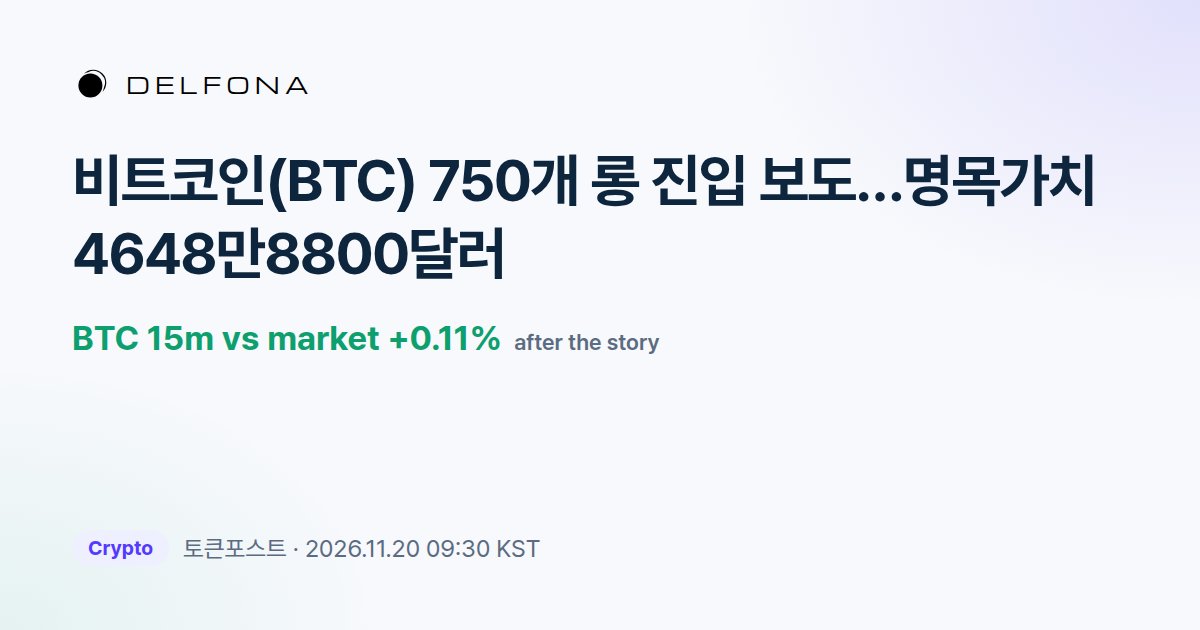 DELFONA
비트코인(BTC) 750개 롱 진입 보도…명목가치
4648만8800달러
BTC 15m vs market +0.11% after the story
Crypto 토큰포스트 · 2026.11.20 09:30 KST